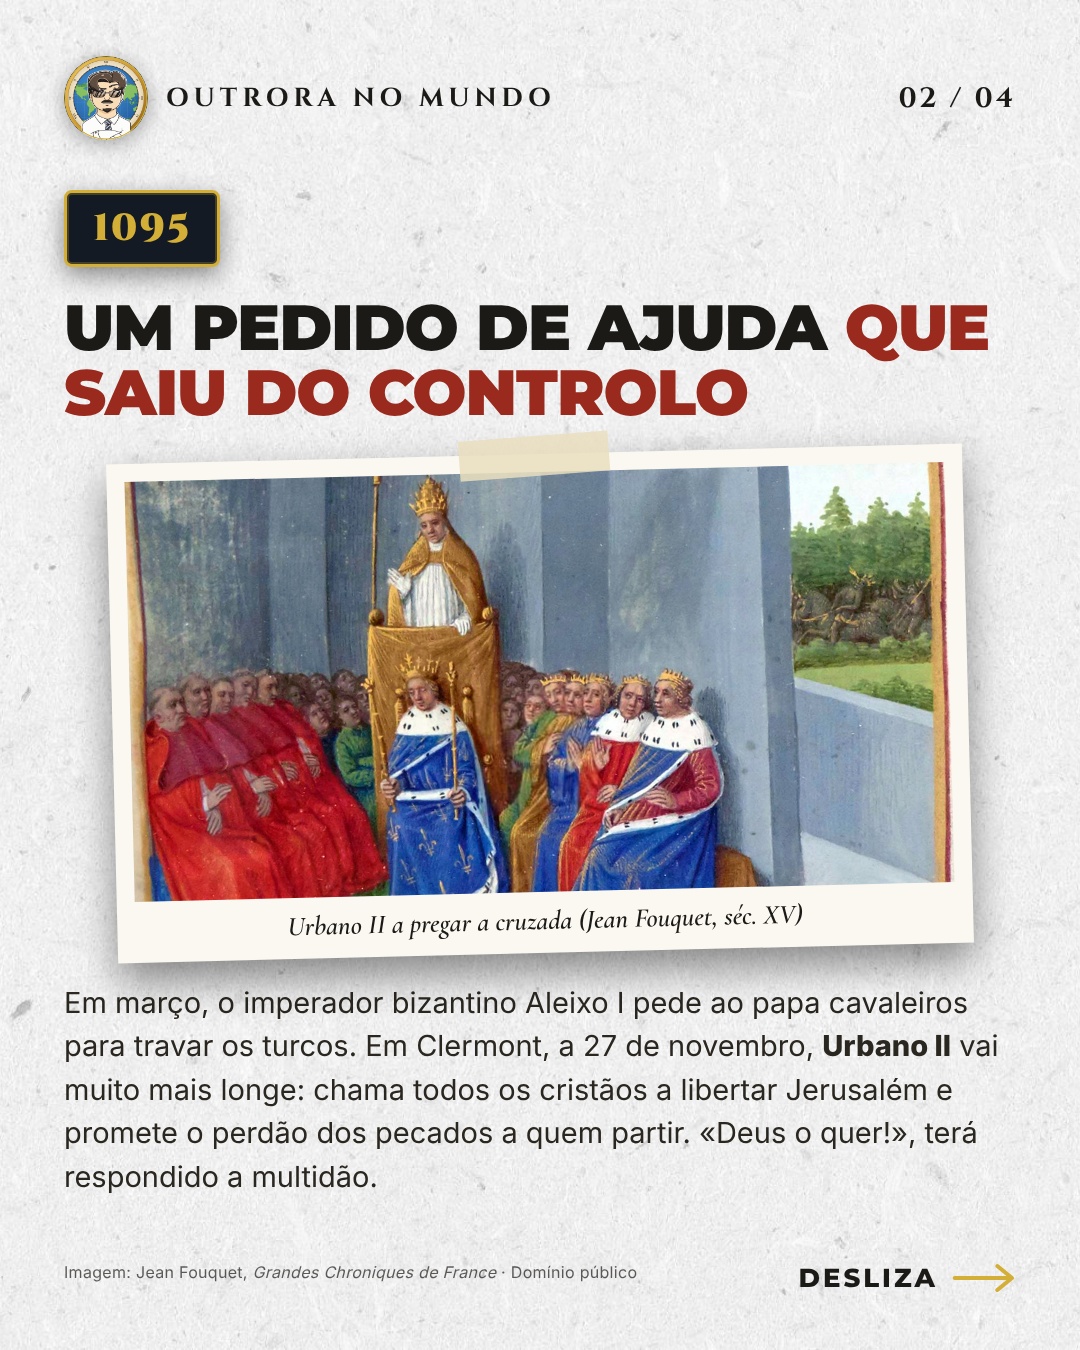 OUTRORA NO MUNDO
02 / 04
1095
UM PEDIDO DE AJUDA QUE
SAIU DO CONTROLO
Urbano II a pregar a cruzada (Jean Fouquet, séc. XV)
Em março, o imperador bizantino Aleixo I pede ao papa cavaleiros
para travar os turcos. Em Clermont, a 27 de novembro, Urbano II vai
muito mais longe: chama todos os cristãos a libertar Jerusalém e
promete o perdão dos pecados a quem partir. «Deus o quer!», terá
respondido a multidão.
Imagem: Jean Fouquet, Grandes Chroniques de France · Domínio público
DESLIZA